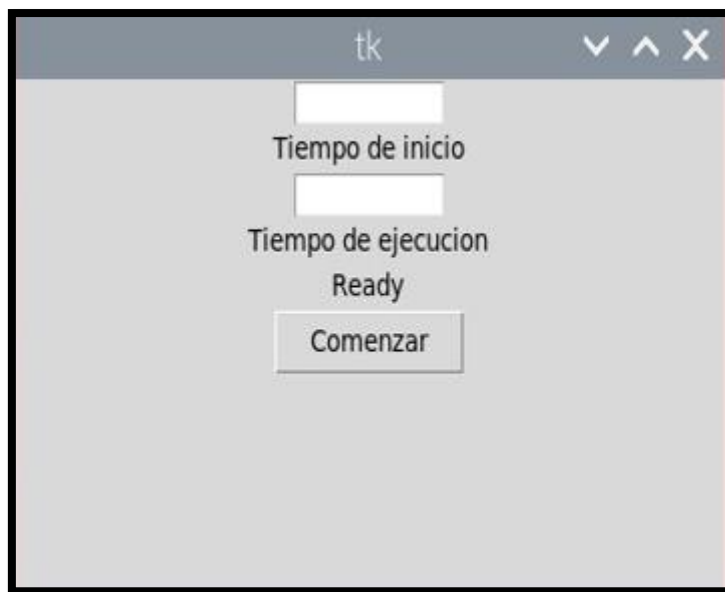 tk
Tiempo de inicio
Tiempo de ejecucion
Ready
Comenzar